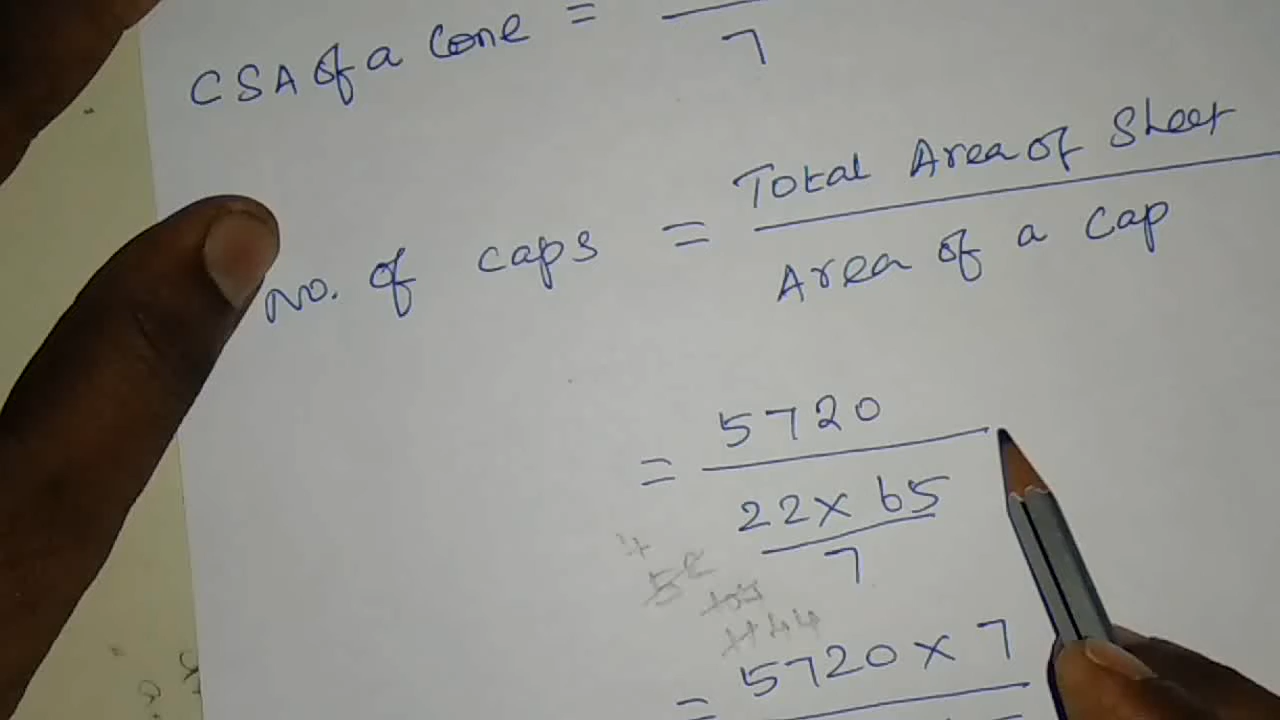 CSA of a Cone =
7
Total Area of Sheet
No. of caps =
Area of a Cap
5720
=
22 x 65
7
5720 x 7
=